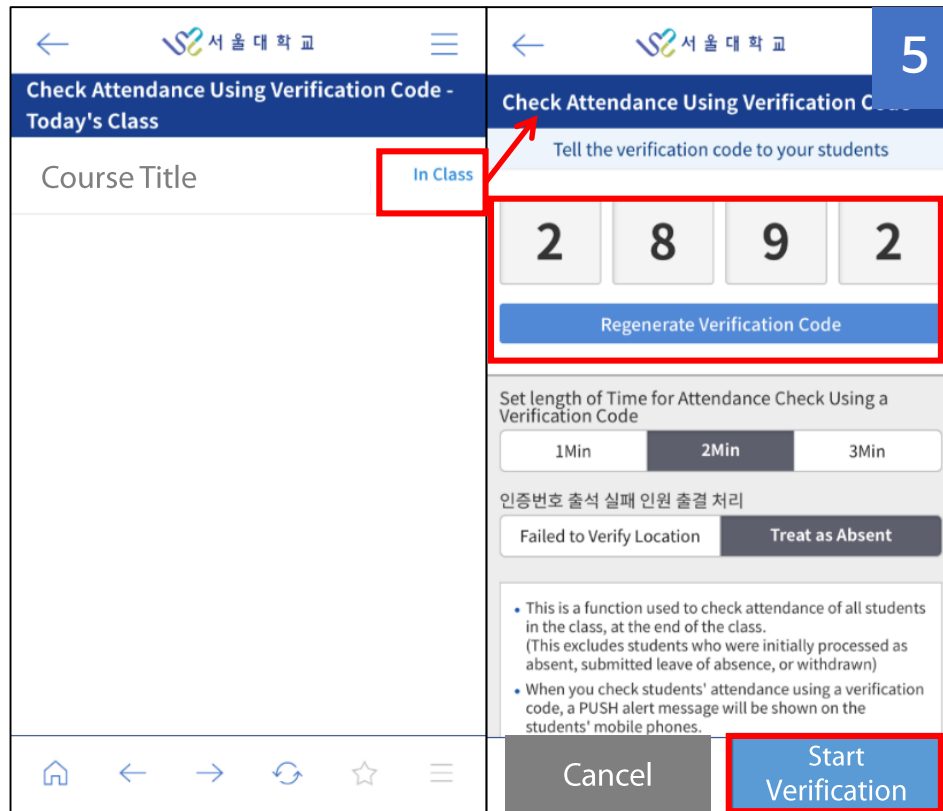 서울대학교
Check Attendance Using Verification Code -
Today's Class
Course Title
In Class
서울대학교
5
Check Attendance Using Verification C
Tell the verification code to your students
2 8 9 2
Regenerate Verification Code
Set length of Time for Attendance Check Using a
Verification Code
1Min 2Min 3Min
인증번호 출석 실패 인원 출결 처리
Failed to Verify Location Treat as Absent
• This is a function used to check attendance of all students
in the class, at the end of the class.
(This excludes students who were initially processed as
absent, submitted leave of absence, or withdrawn)
• When you check students' attendance using a verification
code, a PUSH alert message will be shown on the
students' mobile phones.
Cancel
Start
Verification